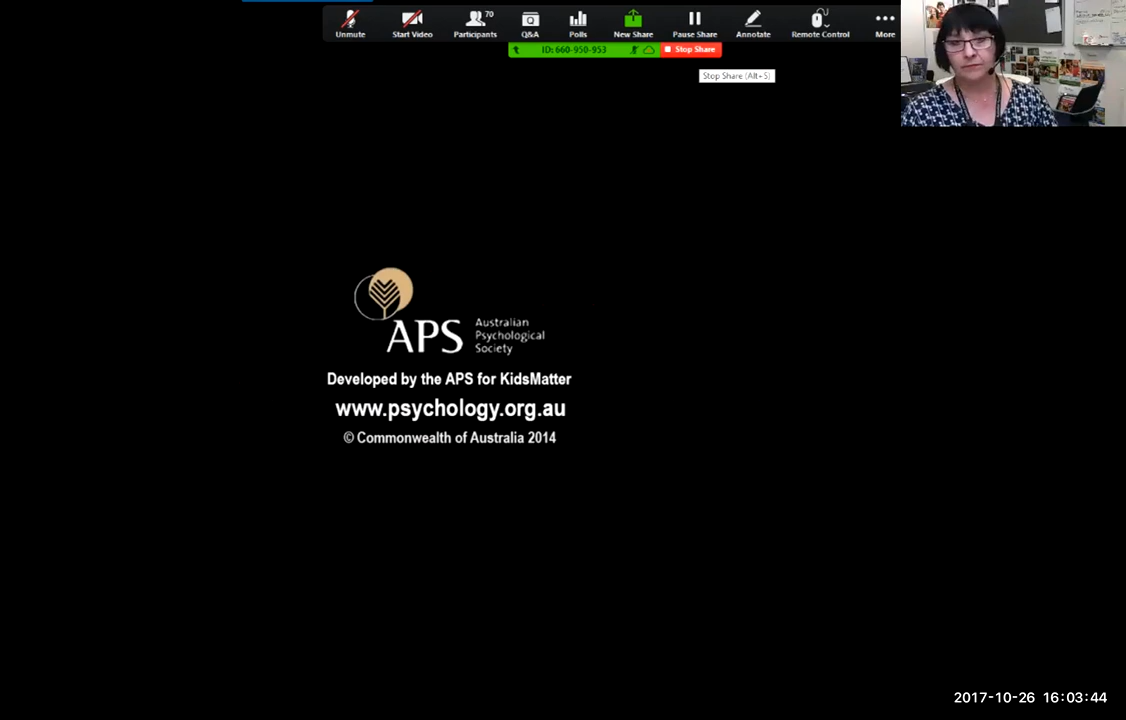 70
Unmute Start Video Participants Q&A Polls New Share Pause Share Annotate Remote Control More
ID: 660-950-953 Stop Share
Stop Share (Alt+S)
APS Australian
Psychological
Society
Developed by the APS for KidsMatter
www.psychology.org.au
© Commonwealth of Australia 2014
2017-10-26 16:03:44